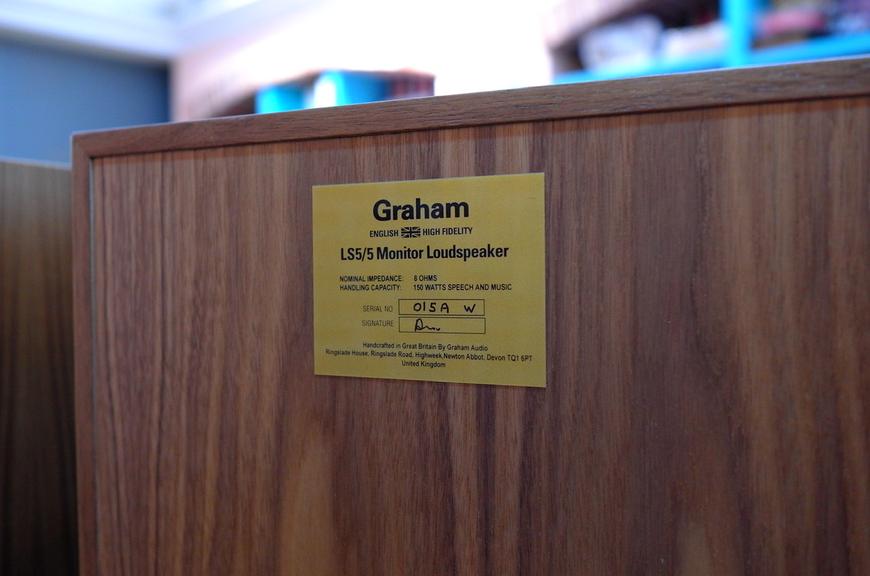 Graham
ENGLISH HIGH FIDELITY
LS5/5 Monitor Loudspeaker
NOMINAL IMPEDANCE: 8 OHMS
HANDLING CAPACITY: 150 WATTS SPEECH AND MUSIC
SERIAL NO 015A W
SIGNATURE
Handcrafted in Great Britain By Graham Audio
Ringslade House, Ringslade Road, Highweek,Newton Abbot, Devon TQ1 6PT
United Kingdom